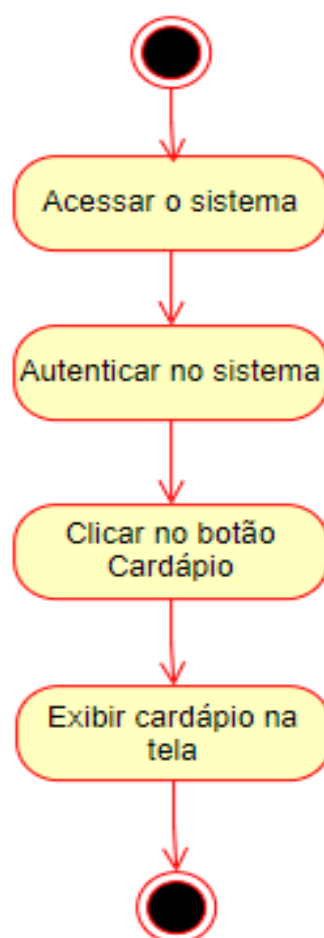 Acessar o sistema
Autenticar no sistema
Clicar no botão
Cardápio
Exibir cardápio na
tela